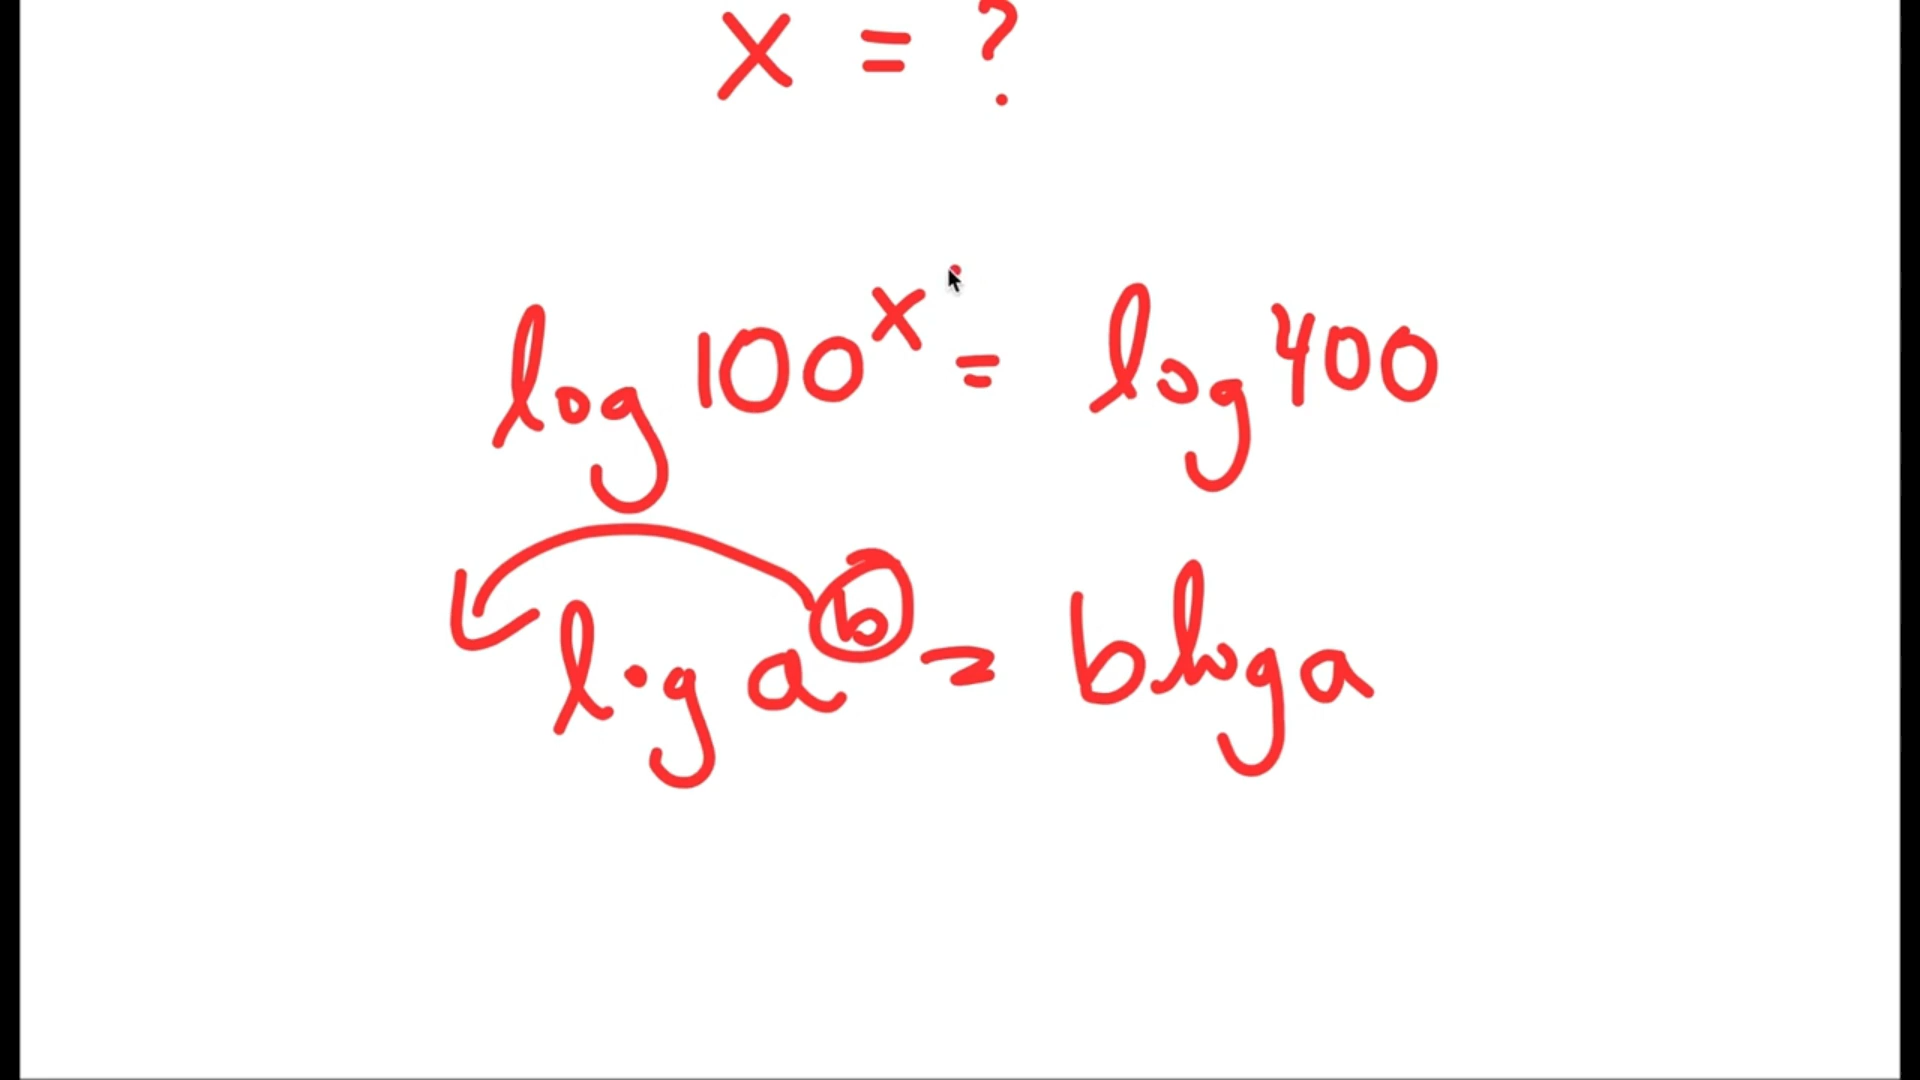 x = ?
log 100^x = log 400
log a^b = b log a